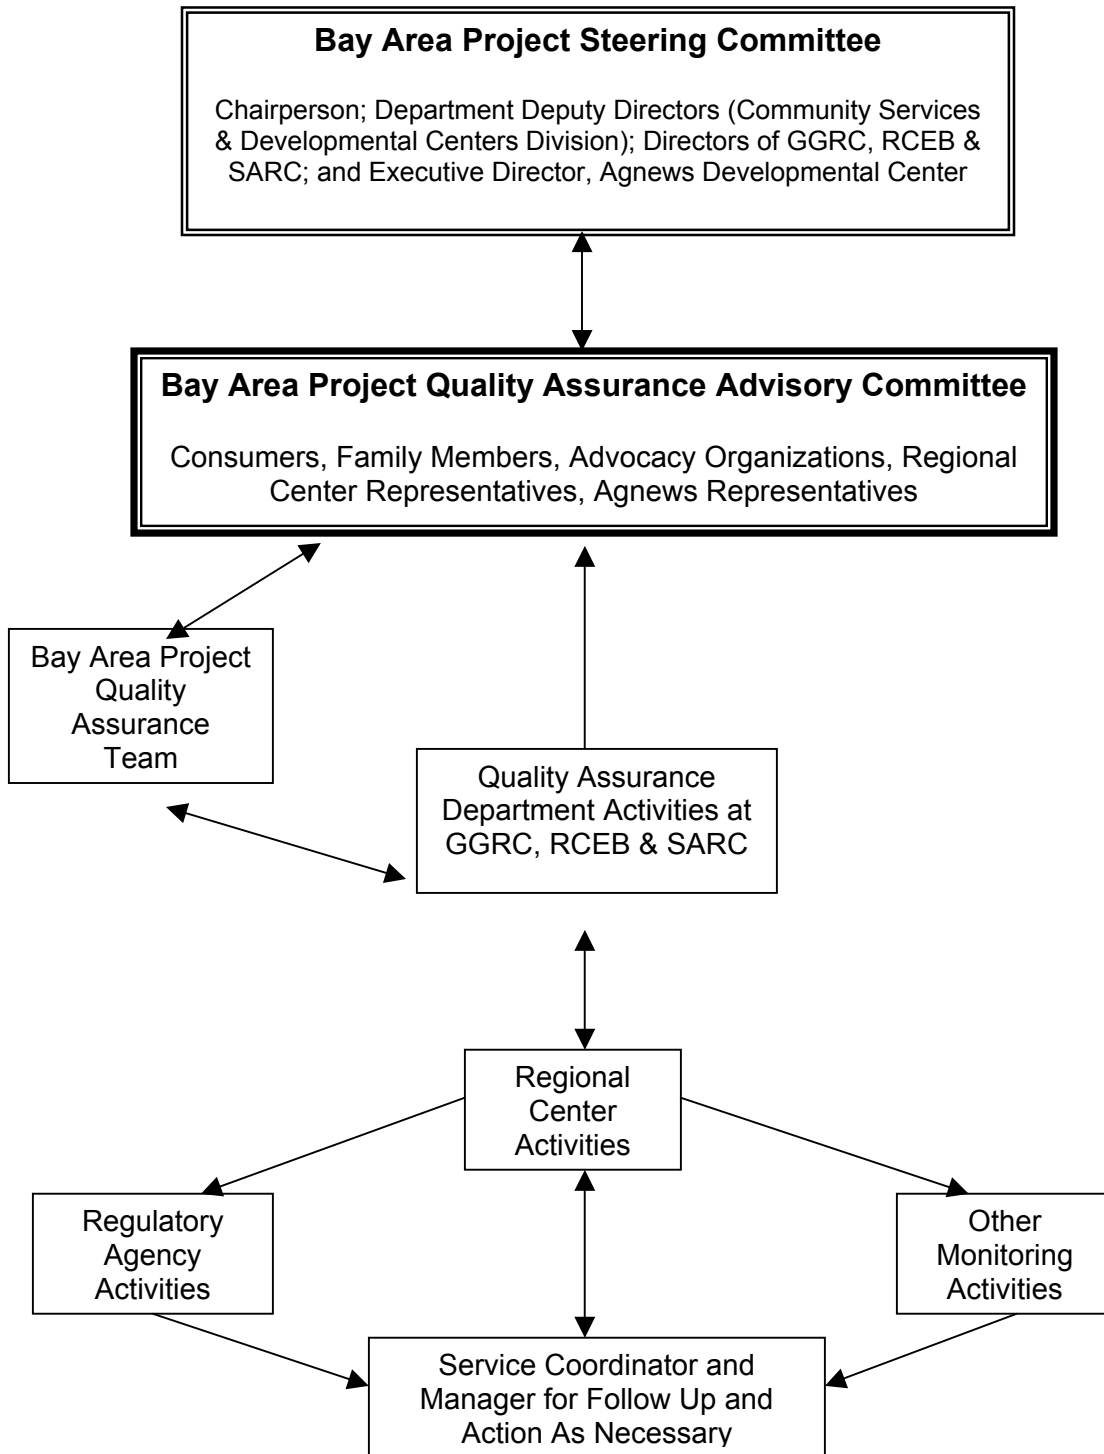 Bay Area Project Steering Committee
Chairperson; Department Deputy Directors (Community Services
& Developmental Centers Division); Directors of GGRC, RCEB &
SARC; and Executive Director, Agnews Developmental Center
Bay Area Project Quality Assurance Advisory Committee
Consumers, Family Members, Advocacy Organizations, Regional
Center Representatives, Agnews Representatives
Bay Area Project
Quality
Assurance
Team
Quality Assurance
Department Activities at
GGRC, RCEB & SARC
Regional
Center
Activities
Regulatory
Agency
Activities
Other
Monitoring
Activities
Service Coordinator and
Manager for Follow Up and
Action As Necessary